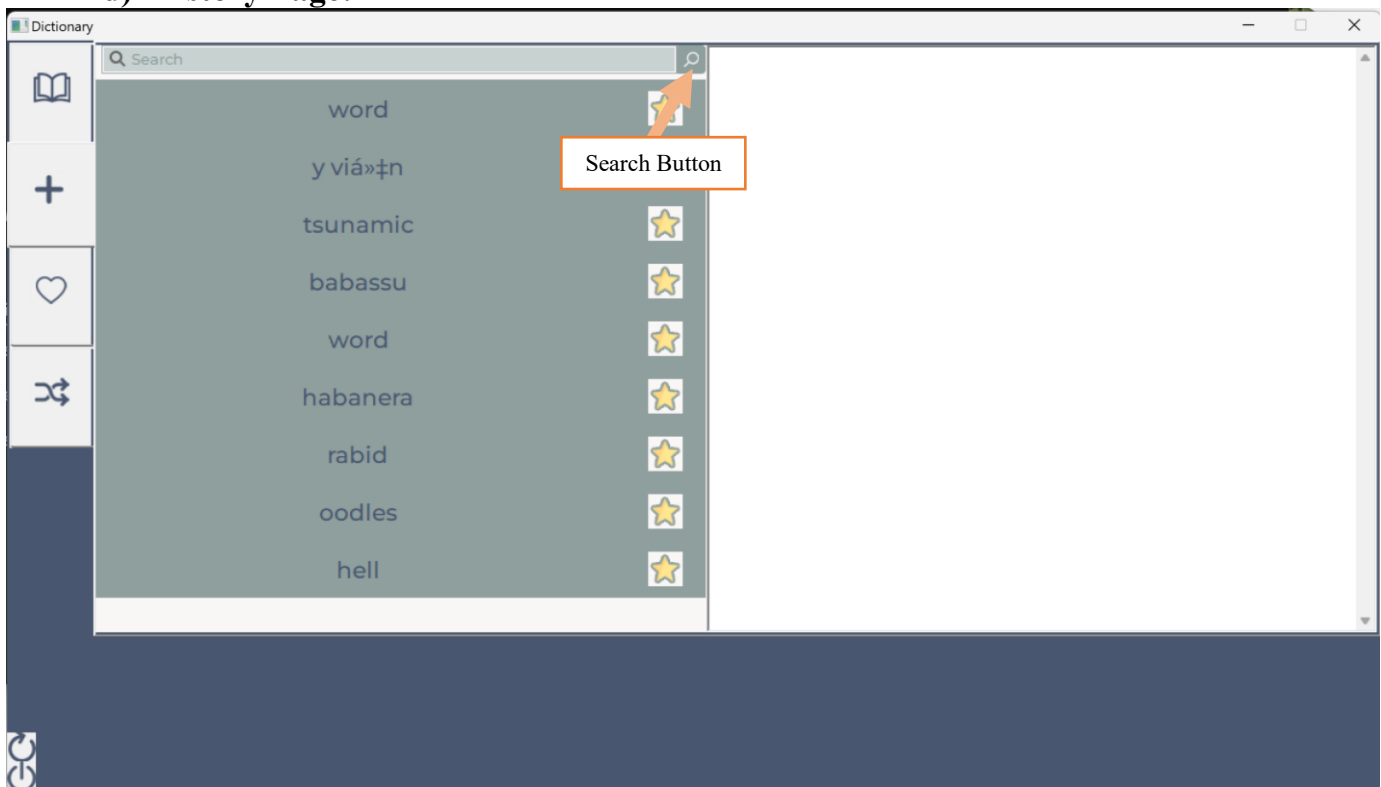 Dictionary
Search
word
Search Button
y viá»‡n
tsunamic
babassu
word
habanera
rabid
oodles
hell